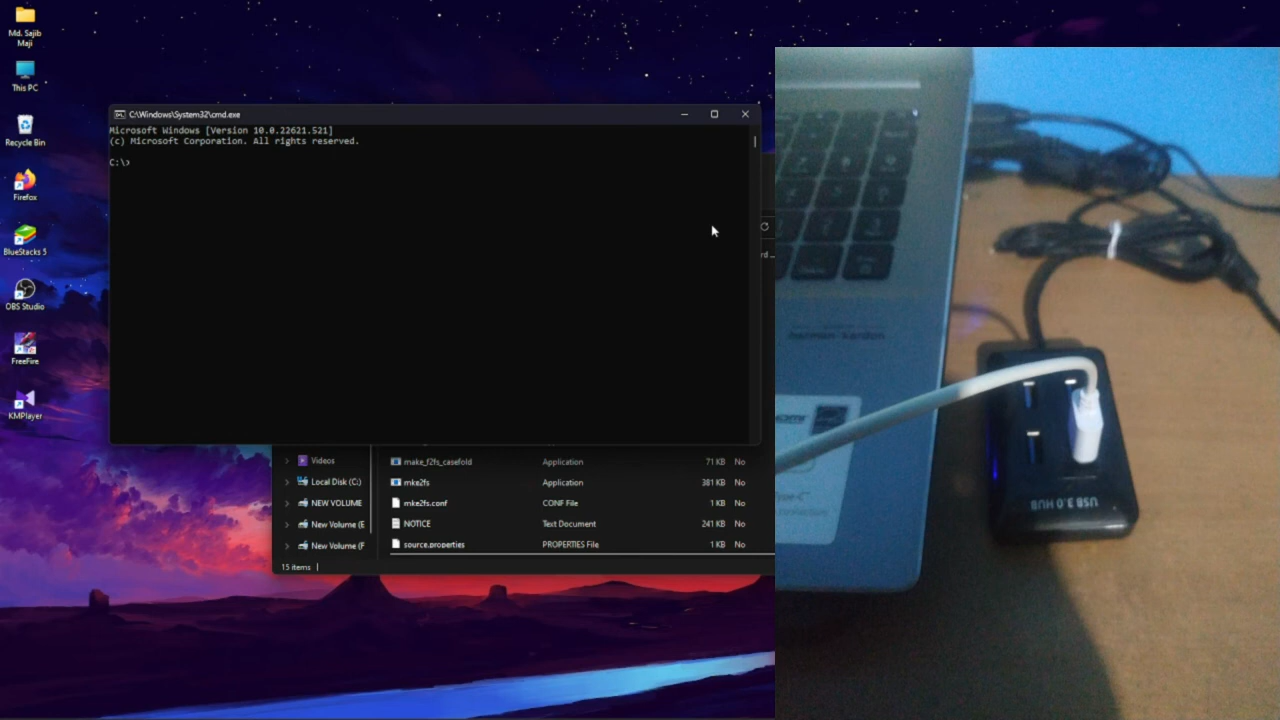 Md. Sajib
Maji
This PC
Recycle Bin
Firefox
BlueStacks 5
OBS Studio
FreeFire
KMPlayer
C:\Windows\System32\cmd.exe
Microsoft Windows [Version 10.0.22621.521]
(c) Microsoft Corporation. All rights reserved.
C:\>
rd ...
make_f2fs_casefold Application 71 KB No
mke2fs Application 381 KB No
mke2fs.conf CONF File 1 KB No
NOTICE Text Document 241 KB No
source.properties PROPERTIES File 1 KB No
Videos
Local Disk (C:)
NEW VOLUME
New Volume (E
New Volume (F
15 items
harman/kardon
HDMI
Type-C
USB 3.0 HUB